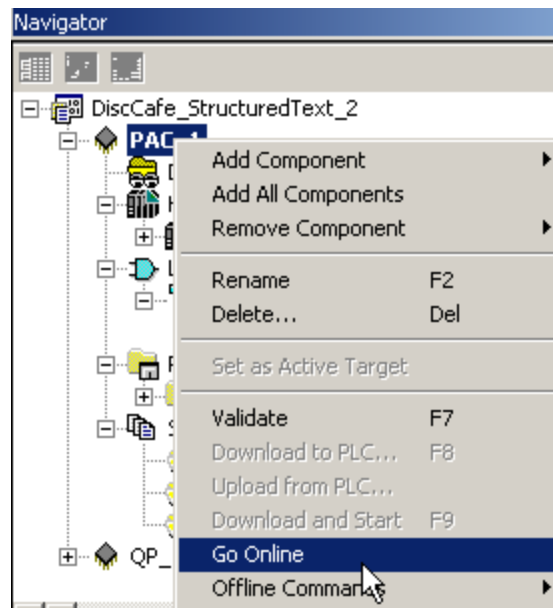 Navigator
DiscCafe_StructuredText_2
PAC_1
Add Component
Add All Components
Remove Component
Rename F2
Delete... Del
Set as Active Target
Validate F7
Download to PLC... F8
Upload from PLC...
Download and Start F9
QP_ Go Online
Offline Commands